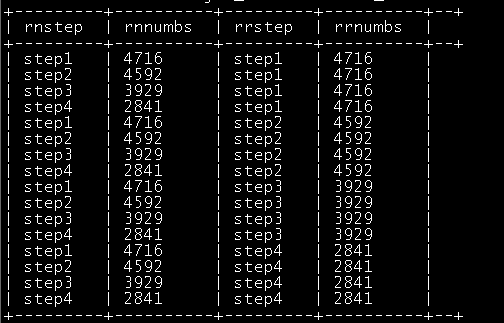 +---------+----------+---------+----------+--+
| rnstep | rnnumbs | rrstep | rrnumbs | |
+---------+----------+---------+----------+--+
| step1 | 4716 | step1 | 4716 |
| step2 | 4592 | step1 | 4716 |
| step3 | 3929 | step1 | 4716 |
| step4 | 2841 | step1 | 4716 |
| step1 | 4716 | step2 | 4592 |
| step2 | 4592 | step2 | 4592 |
| step3 | 3929 | step2 | 4592 |
| step4 | 2841 | step2 | 4592 |
| step1 | 4716 | step3 | 3929 |
| step2 | 4592 | step3 | 3929 |
| step3 | 3929 | step3 | 3929 |
| step4 | 2841 | step3 | 3929 |
| step1 | 4716 | step4 | 2841 |
| step2 | 4592 | step4 | 2841 |
| step3 | 3929 | step4 | 2841 |
| step4 | 2841 | step4 | 2841 |
+---------+----------+---------+----------+--+